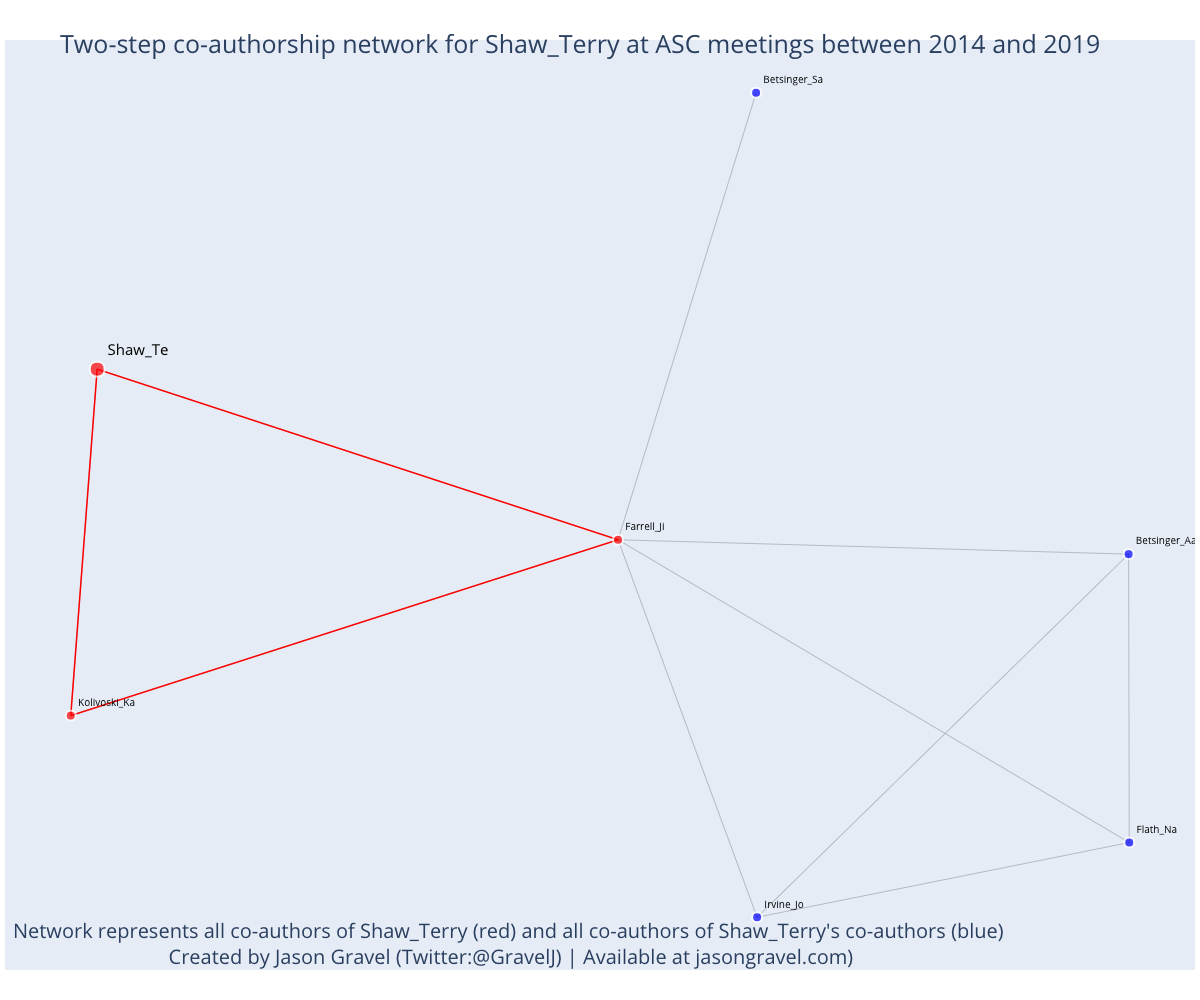 Two-step co-authorship network for Shaw_Terry at ASC meetings between 2014 and 2019
Betsinger_Sa
Shaw_Te
Farrell_Ji
Betsinger_Aa
Kolivoski_Ka
Flath_Na
Irvine_Jo
Network represents all co-authors of Shaw_Terry (red) and all co-authors of Shaw_Terry's co-authors (blue)
Created by Jason Gravel (Twitter:@GravelJ) | Available at jasongravel.com)